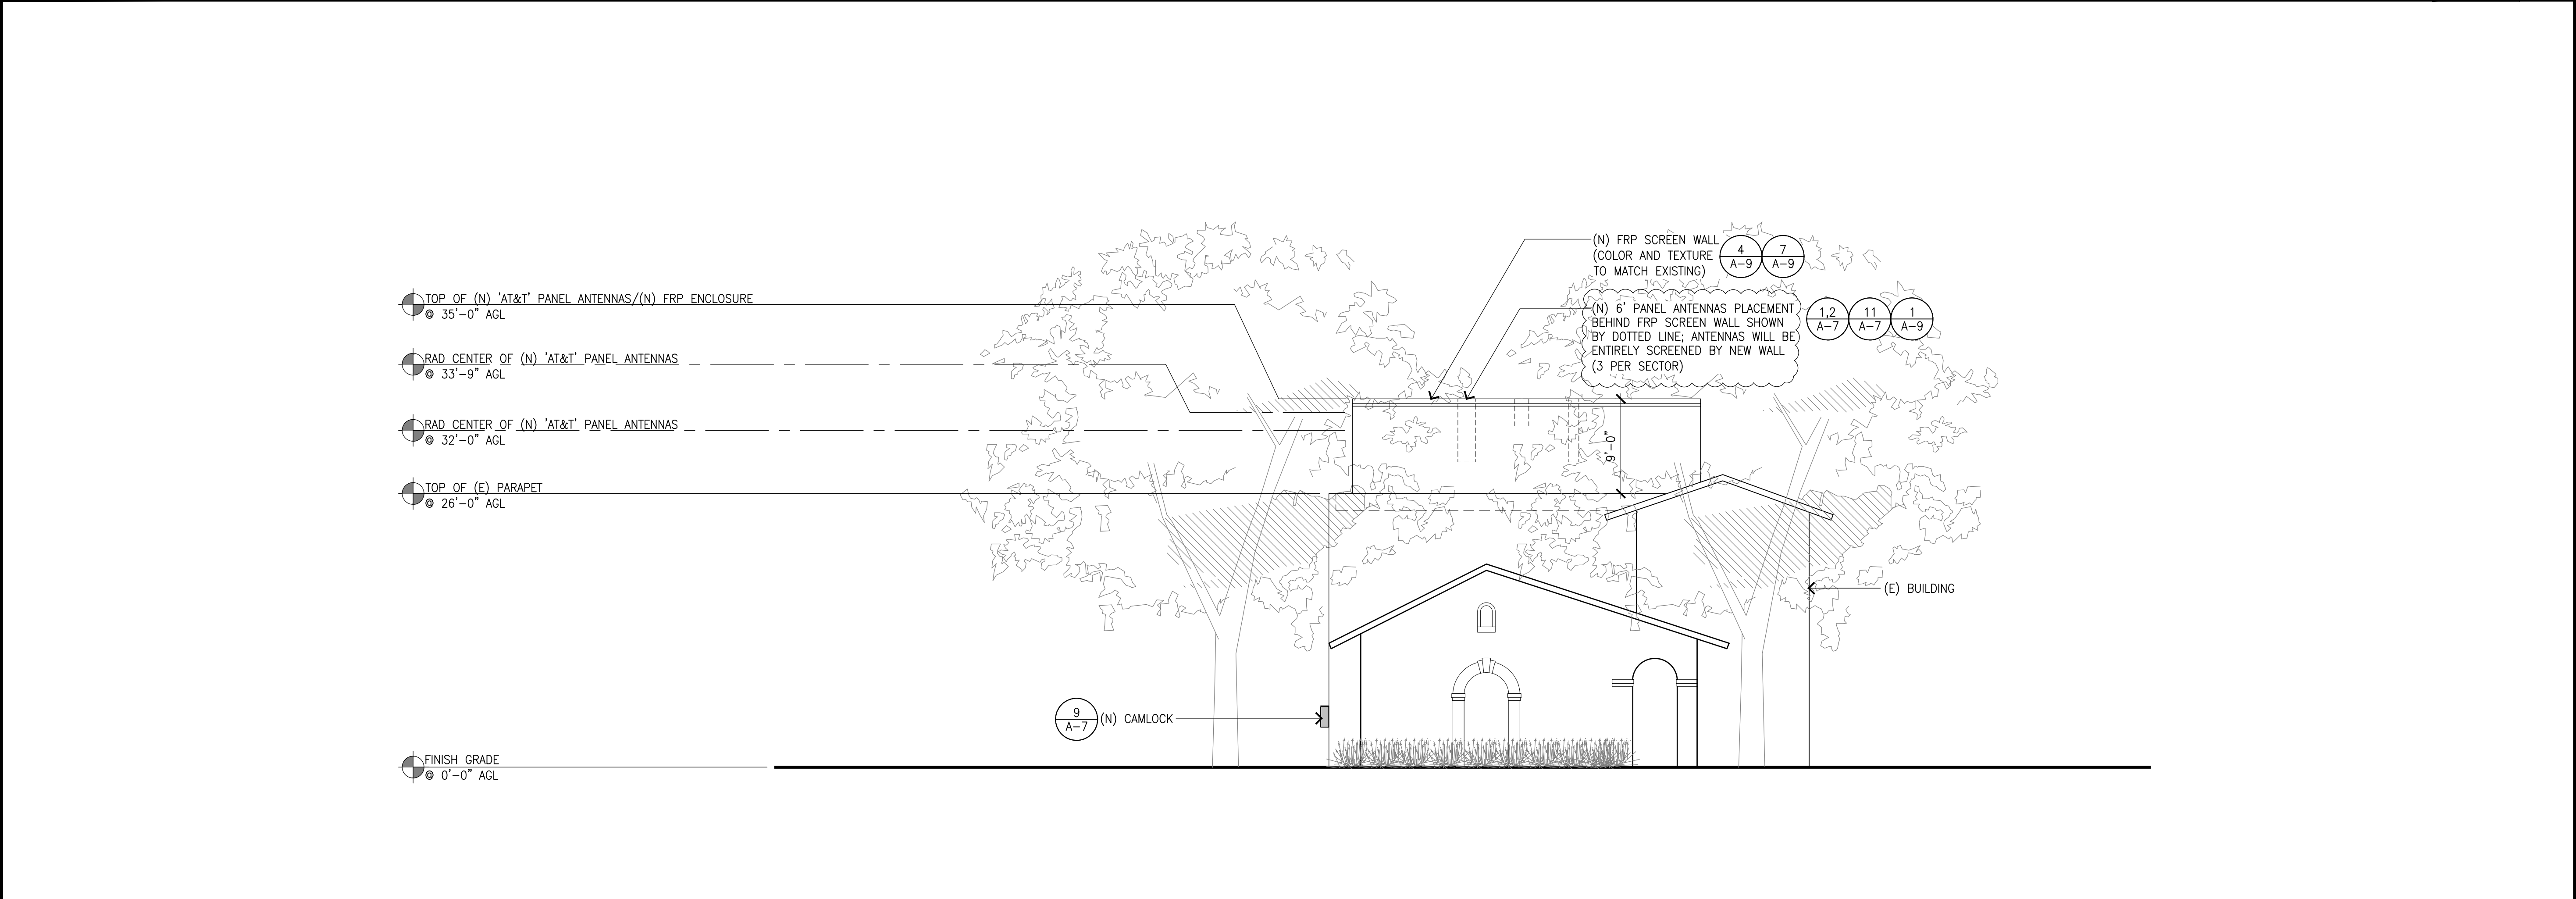 (N) FRP SCREEN WALL
(COLOR AND TEXTURE
TO MATCH EXISTING)
4
A-9
7
A-9
TOP OF (N) 'AT&T' PANEL ANTENNAS/(N) FRP ENCLOSURE
@ 35'-0" AGL
(N) 6' PANEL ANTENNAS PLACEMENT
BEHIND FRP SCREEN WALL SHOWN
BY DOTTED LINE; ANTENNAS WILL BE
ENTIRELY SCREENED BY NEW WALL
(3 PER SECTOR)
1,2
A-7
11
A-7
1
A-9
RAD CENTER OF (N) 'AT&T' PANEL ANTENNAS
@ 33'-9" AGL
RAD CENTER OF (N) 'AT&T' PANEL ANTENNAS
@ 32'-0" AGL
9'-0"
TOP OF (E) PARAPET
@ 26'-0" AGL
(E) BUILDING
9
A-7
(N) CAMLOCK
FINISH GRADE
@ 0'-0" AGL